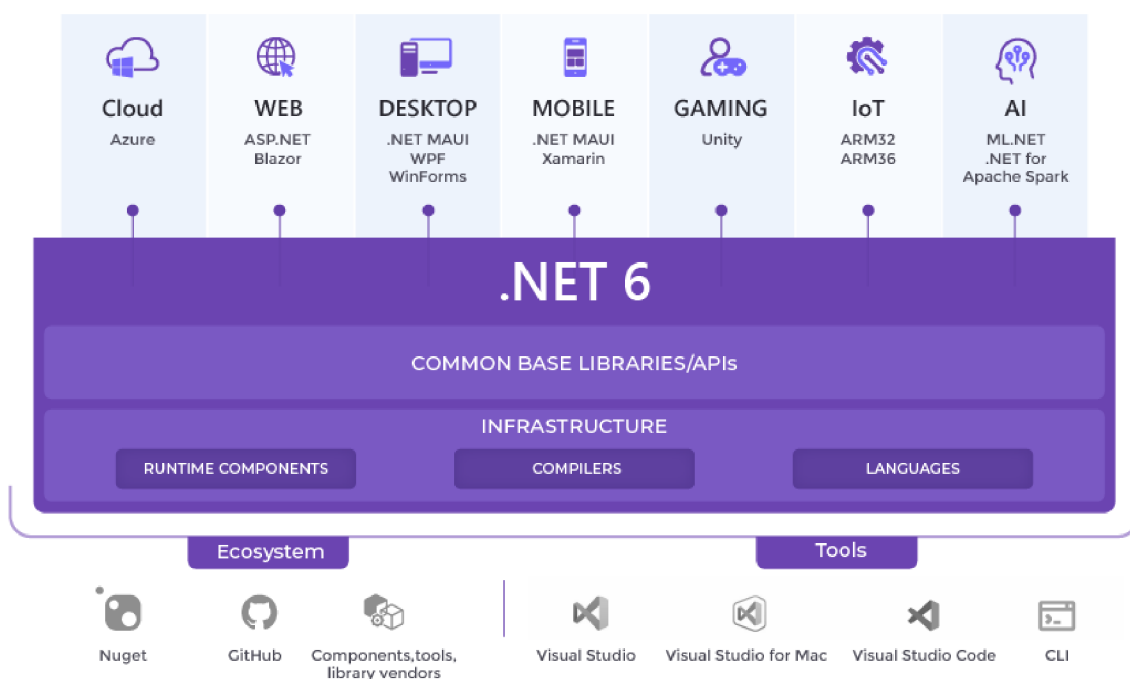 Cloud
Azure
WEB
ASP.NET
Blazor
DESKTOP
.NET MAUI
WPF
WinForms
MOBILE
.NET MAUI
Xamarin
GAMING
Unity
IoT
ARM32
ARM36
AI
ML.NET
.NET for
Apache Spark
.NET 6
COMMON BASE LIBRARIES/APIs
INFRASTRUCTURE
RUNTIME COMPONENTS
COMPILERS
LANGUAGES
Ecosystem
Tools
Nuget
GitHub
Components,tools,
library vendors
Visual Studio
Visual Studio for Mac
Visual Studio Code
CLI